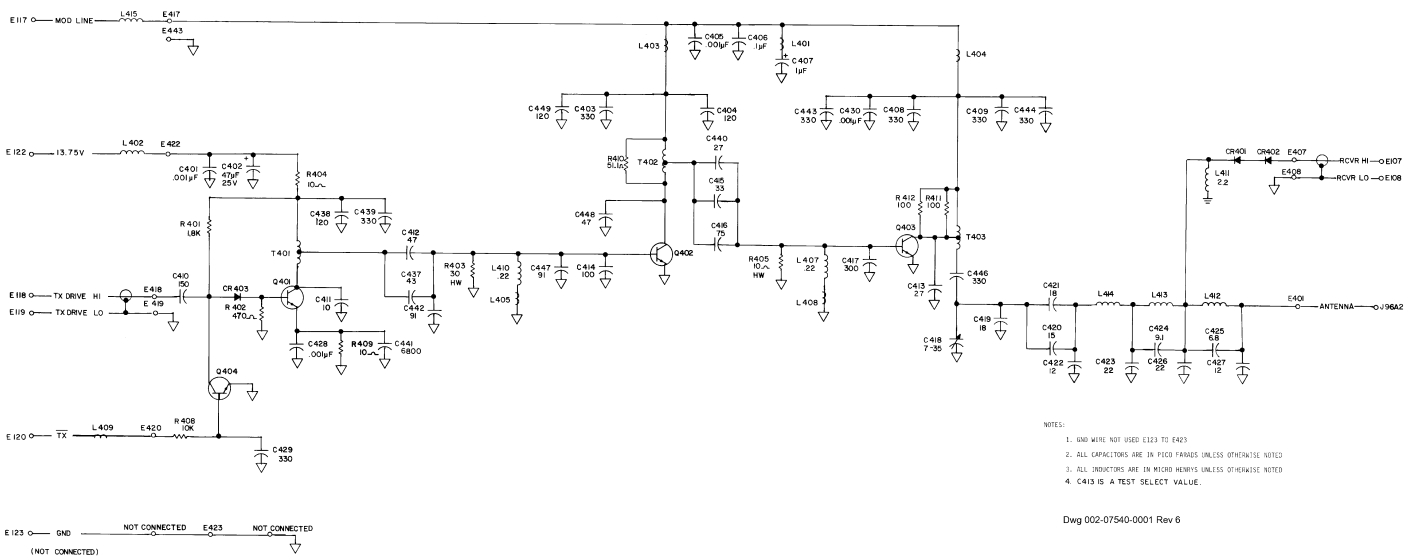 E117 MOD LINE L415 E417
E443
L403
C405
.001µF
C406
.1µF
L401
C407
1µF
L404
C449
120
C403
330
C404
120
C443
330
C430
.001µF
C408
330
C409
330
C444
330
E122 13.75V L402 E422
C401
.001µF
C402
47µF
25V
R404
10Ω
R410
51.1Ω
T402
C440
27
C415
33
C416
75
CR401 CR402 E407 RCVR HI E107
E408 RCVR LO E108
L411
2.2
R401
1.8K
C438
120
C439
330
C412
47
C448
47
R412
100
R411
100
T401
Q402
Q403
T403
C437
43
C442
91
R403
30
HW
L410
.22
L405
C447
91
C414
100
R405
10Ω
HW
L407
.22
L408
C417
300
C413
27
C446
330
C410
150
CR403
Q401
E118 TX DRIVE HI E418
E119 TX DRIVE LO E419
R402
470Ω
C411
10
C428
.001µF
R409
10Ω
C441
6800
C418
7-35
C419
18
C421
18
C420
15
C422
12
L414
L413
L412
C423
22
C424
9.1
C426
22
C425
6.8
C427
12
E401 ANTENNA J96A2
Q404
E120 TX L409 E420 R408
10K
C429
330
E123 GND NOT CONNECTED E423 NOT CONNECTED
(NOT CONNECTED)
NOTES:
1. GND WIRE NOT USED E123 TO E423
2. ALL CAPACITORS ARE IN PICO FARADS UNLESS OTHERWISE NOTED
3. ALL INDUCTORS ARE IN MICRO HENRYS UNLESS OTHERWISE NOTED
4. C413 IS A TEST SELECT VALUE.
Dwg 002-07540-0001 Rev 6